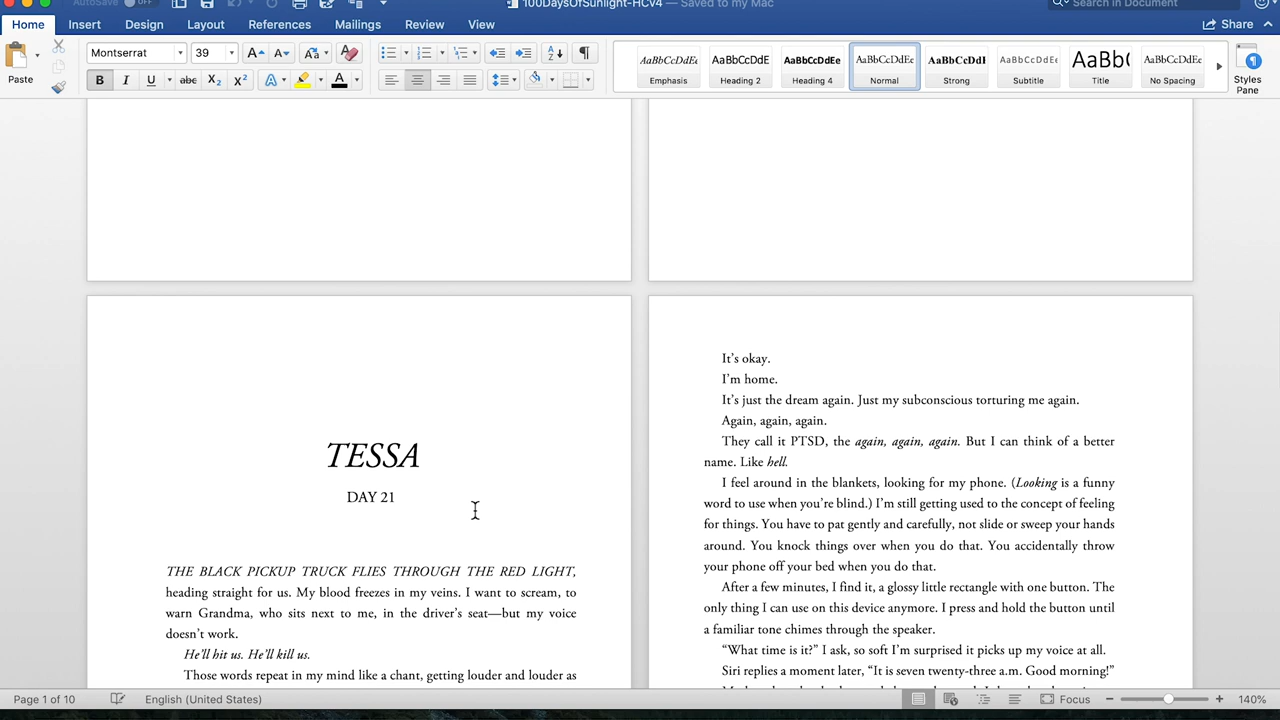 AutoSave OFF
100DaysOfSunlight-HCv4 — Saved to my Mac
Search in Document
Home Insert Design Layout References Mailings Review View
Share
Paste
Montserrat 39
AaBbCcDdEe AaBbCcDdE AaBbCcDdEe AaBbCcDdEe AaBbCcDdE AaBbCcDdEe AaBbC AaBbCcDdEe
Emphasis Heading 2 Heading 4 Normal Strong Subtitle Title No Spacing
Styles
Pane
TESSA
DAY 21
THE BLACK PICKUP TRUCK FLIES THROUGH THE RED LIGHT,
heading straight for us. My blood freezes in my veins. I want to scream, to
warn Grandma, who sits next to me, in the driver's seat—but my voice
doesn't work.
He'll hit us. He'll kill us.
Those words repeat in my mind like a chant, getting louder and louder as
It's okay.
I'm home.
It's just the dream again. Just my subconscious torturing me again.
Again, again, again.
They call it PTSD, the again, again, again. But I can think of a better
name. Like hell.
I feel around in the blankets, looking for my phone. (Looking is a funny
word to use when you're blind.) I'm still getting used to the concept of feeling
for things. You have to pat gently and carefully, not slide or sweep your hands
around. You knock things over when you do that. You accidentally throw
your phone off your bed when you do that.
After a few minutes, I find it, a glossy little rectangle with one button. The
only thing I can use on this device anymore. I press and hold the button until
a familiar tone chimes through the speaker.
“What time is it?” I ask, so soft I'm surprised it picks up my voice at all.
Siri replies a moment later, “It is seven twenty-three a.m. Good morning!”
Page 1 of 10 English (United States) Focus 140%